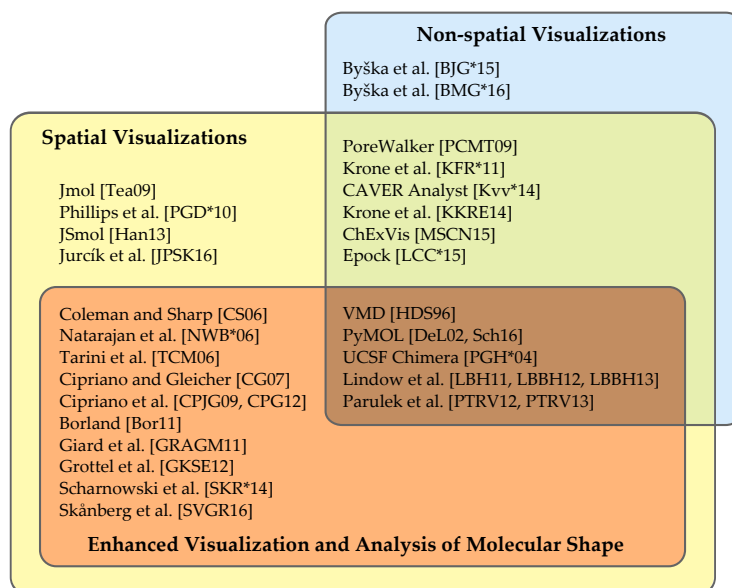 Non-spatial Visualizations
Byška et al. [BJG*15]
Byška et al. [BMG*16]
Spatial Visualizations
Jmol [Tea09]
Phillips et al. [PGD*10]
JSmol [Han13]
Jurcík et al. [JPSK16]
PoreWalker [PCMT09]
Krone et al. [KFR*11]
CAVER Analyst [Kvv*14]
Krone et al. [KKRE14]
ChExVis [MSCN15]
Epock [LCC*15]
Coleman and Sharp [CS06]
Natarajan et al. [NWB*06]
Tarini et al. [TCM06]
Cipriano and Gleicher [CG07]
Cipriano et al. [CPJG09, CPG12]
Borland [Bor11]
Giard et al. [GRAGM11]
Grottel et al. [GKSE12]
Scharnowski et al. [SKR*14]
Skånberg et al. [SVGR16]
VMD [HDS96]
PyMOL [DeL02, Sch16]
UCSF Chimera [PGH*04]
Lindow et al. [LBH11, LBBH12, LBBH13]
Parulek et al. [PTRV12, PTRV13]
Enhanced Visualization and Analysis of Molecular Shape